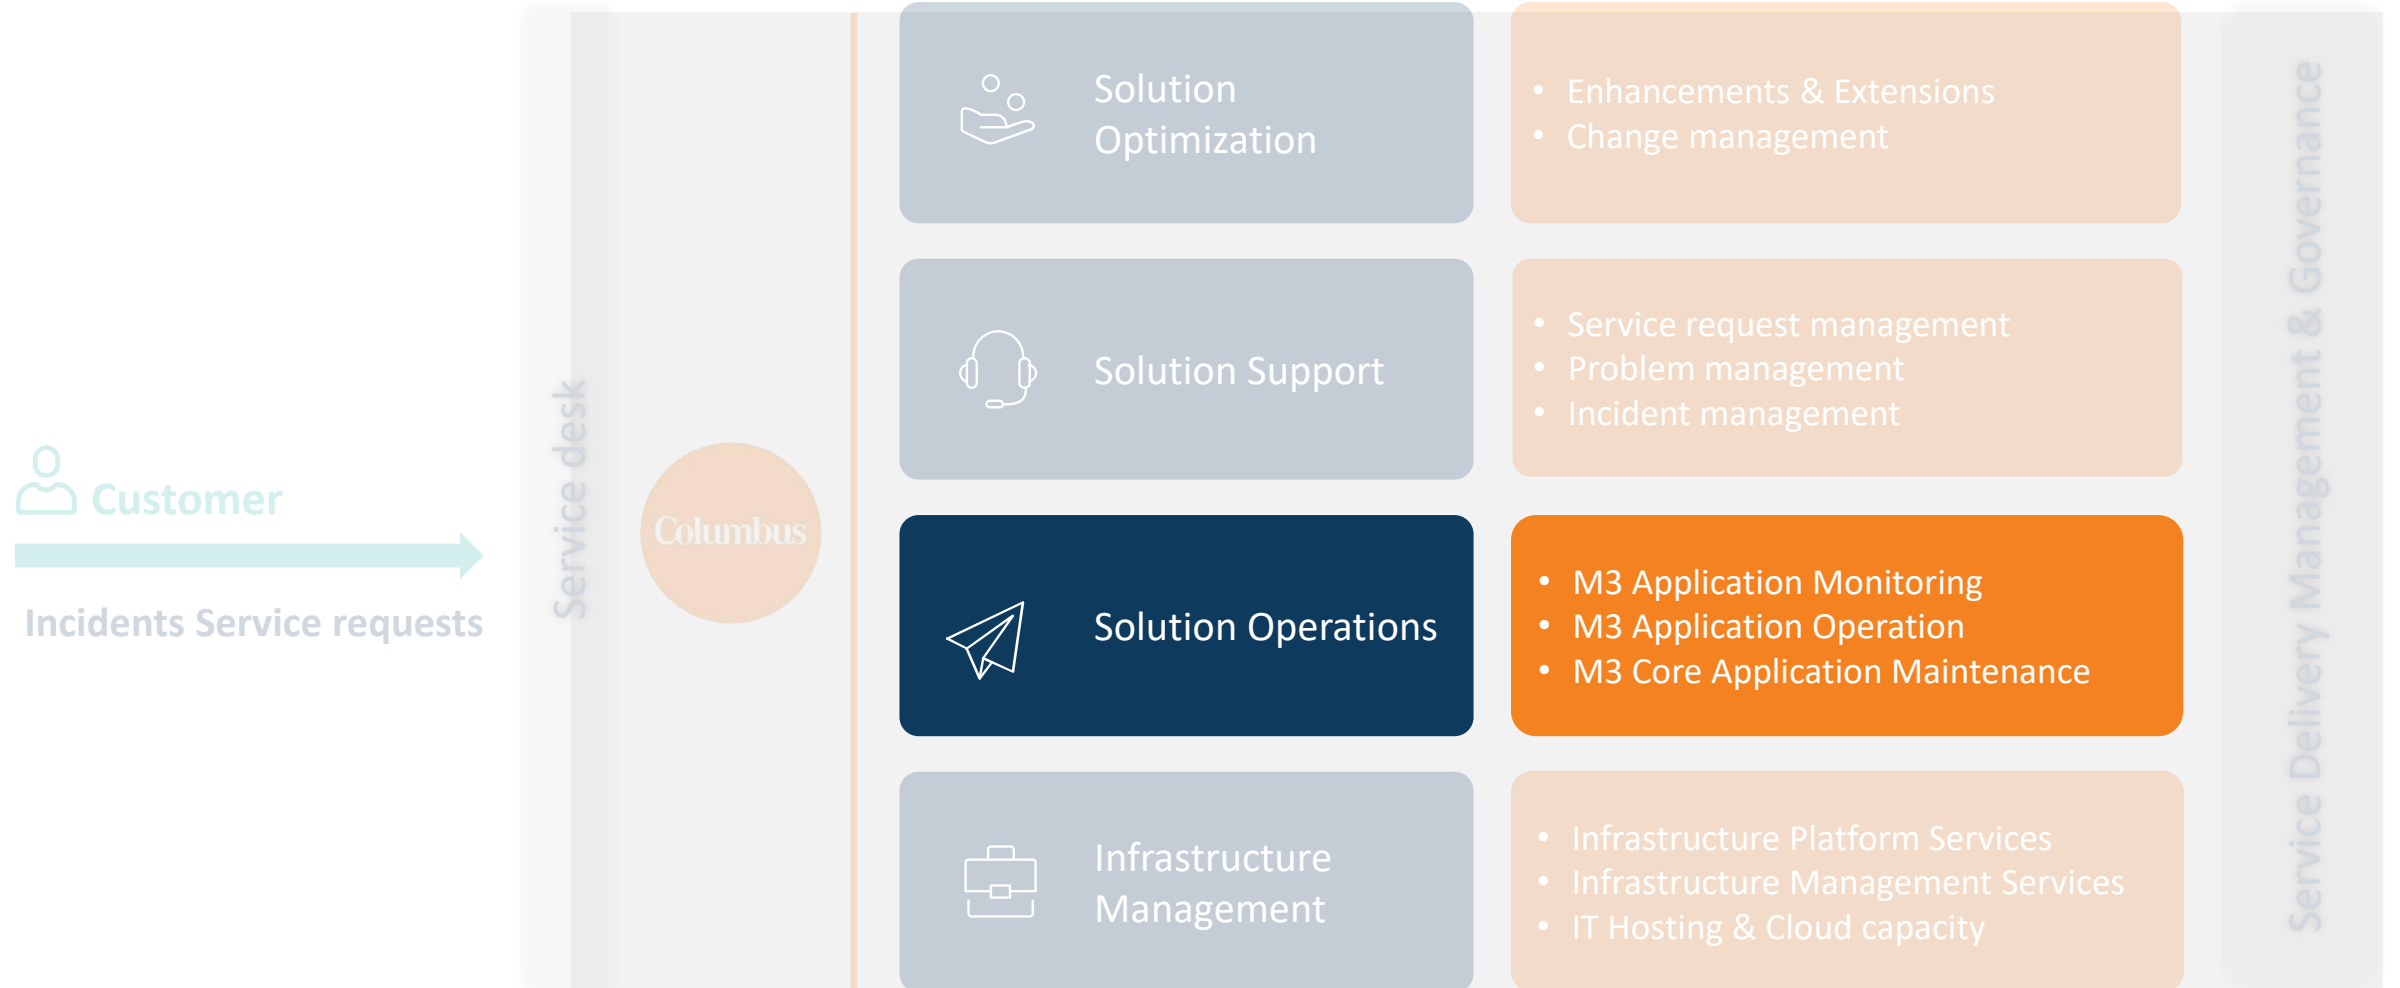 Customer
Incidents Service requests
Service desk
Columbus
Solution
Optimization
• Enhancements & Extensions
• Change management
Solution Support
• Service request management
• Problem management
• Incident management
Solution Operations
• M3 Application Monitoring
• M3 Application Operation
• M3 Core Application Maintenance
Infrastructure
Management
• Infrastructure Platform Services
• Infrastructure Management Services
• IT Hosting & Cloud capacity
Service Delivery Management & Governance